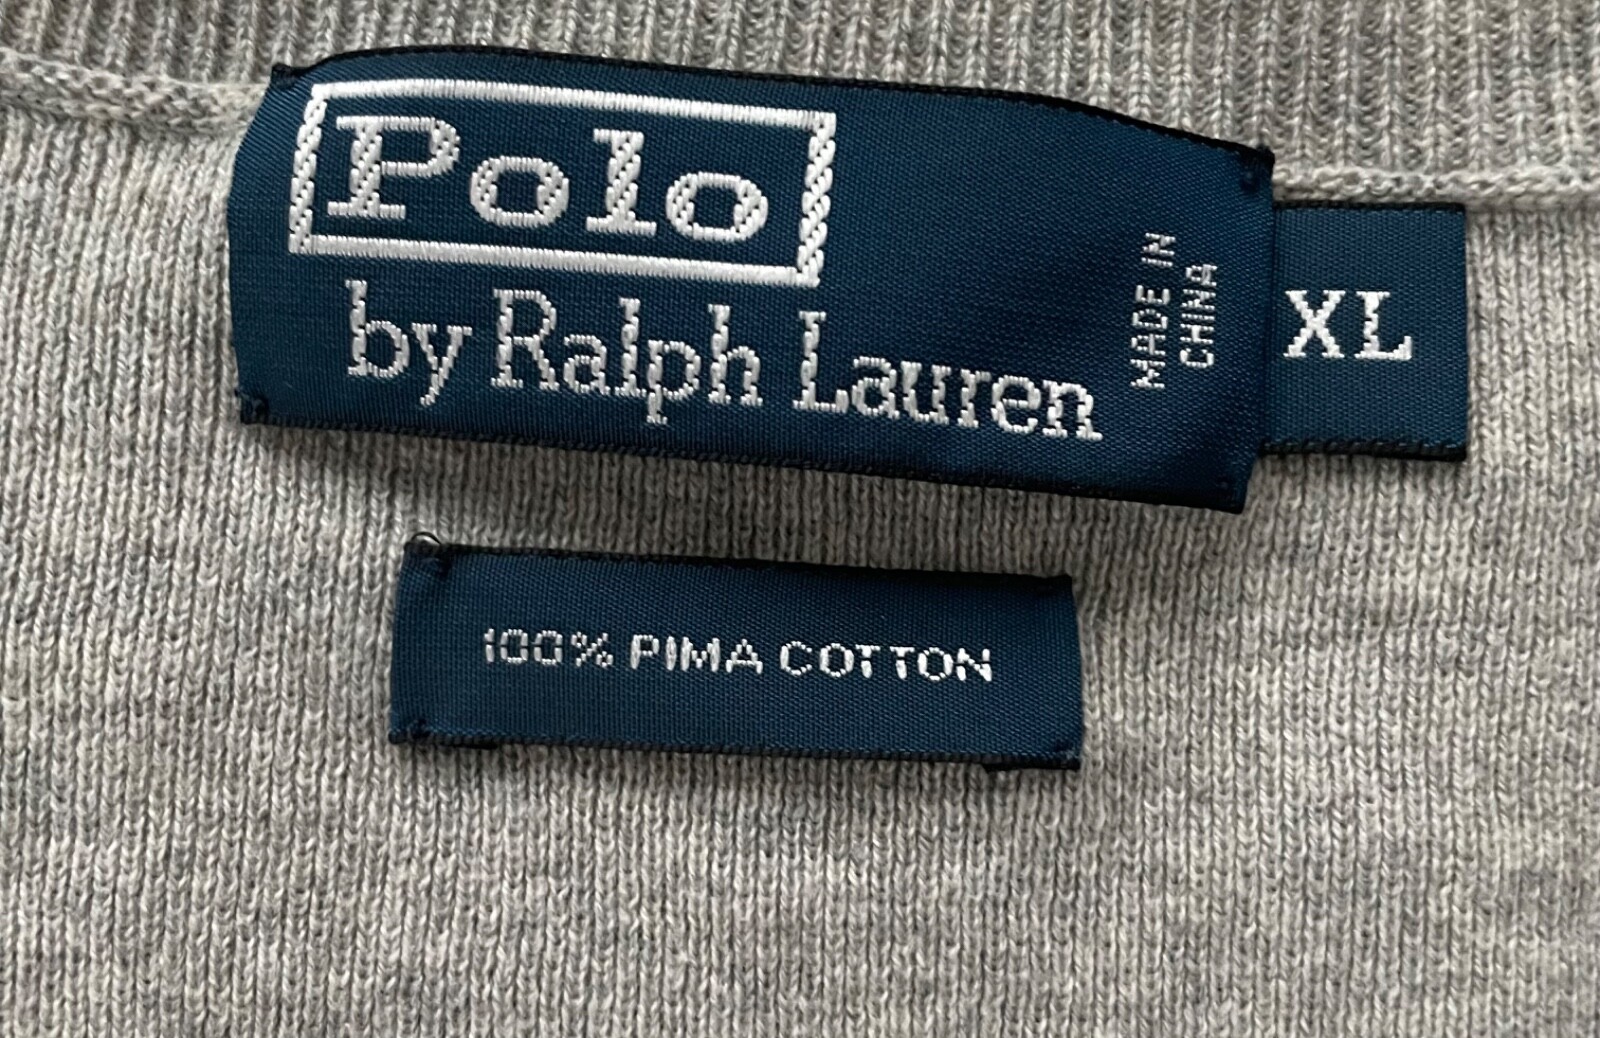 Polo
by Ralph Lauren
MADE IN
CHINA
XL
100% PIMA COTTON